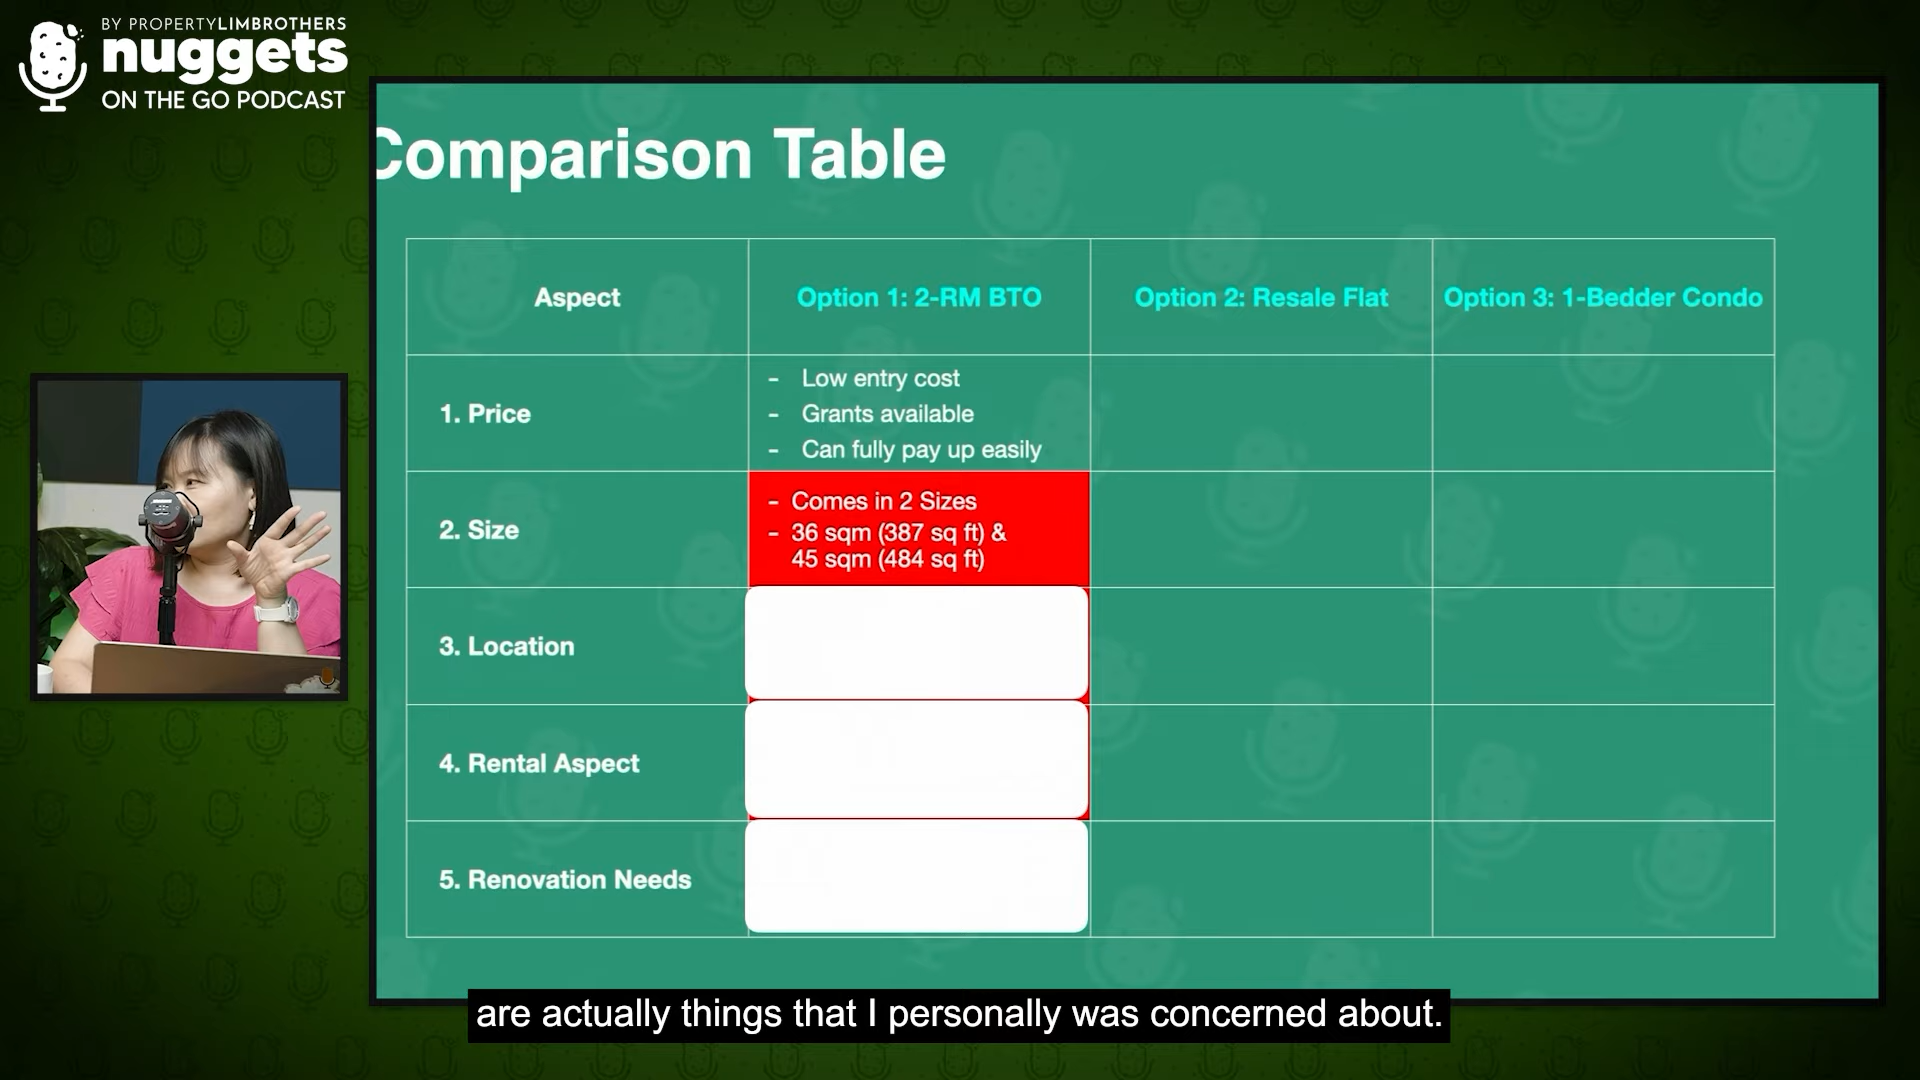 BY PROPERTYLIMBROTHERS
nuggets
ON THE GO PODCAST
Comparison Table
Aspect
Option 1: 2-RM BTO
Option 2: Resale Flat
Option 3: 1-Bedder Condo
1. Price
- Low entry cost
- Grants available
- Can fully pay up easily
2. Size
- Comes in 2 Sizes
- 36 sqm (387 sq ft) &
45 sqm (484 sq ft)
3. Location
4. Rental Aspect
5. Renovation Needs
are actually things that I personally was concerned about.